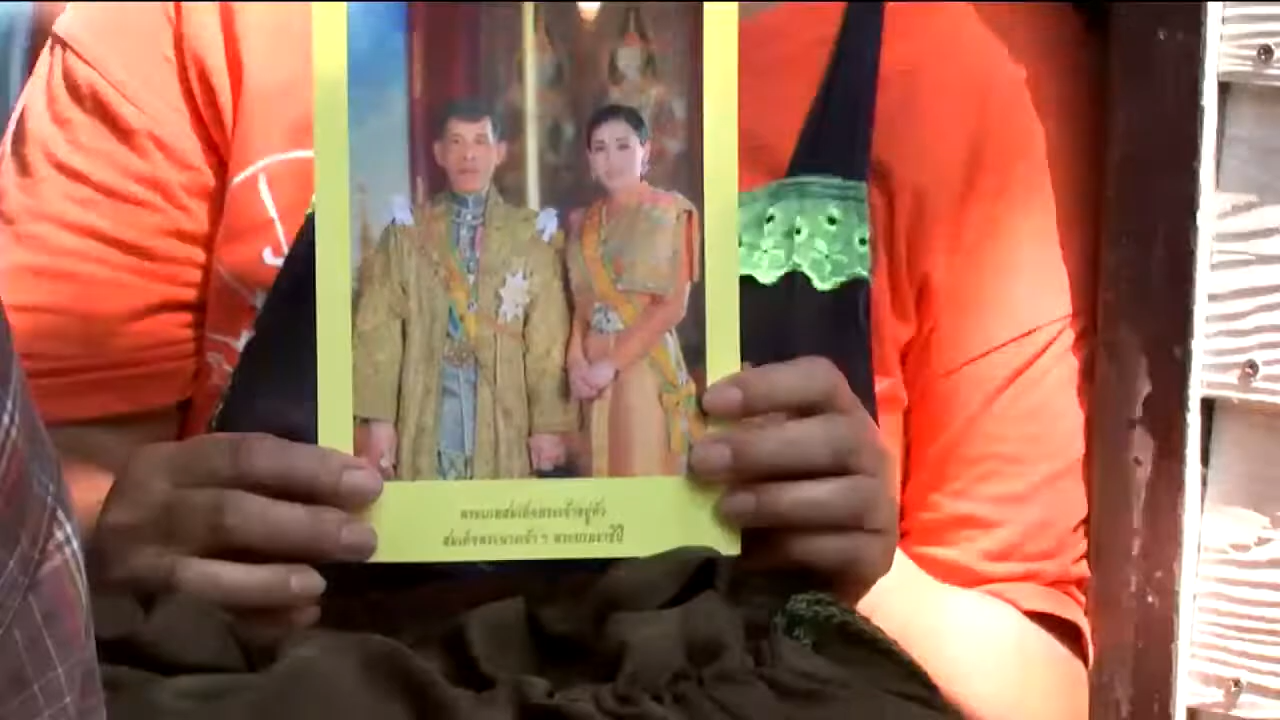 พระบาทสมเด็จพระเจ้าอยู่หัว
สมเด็จพระนางเจ้า ฯ พระบรมราชินี